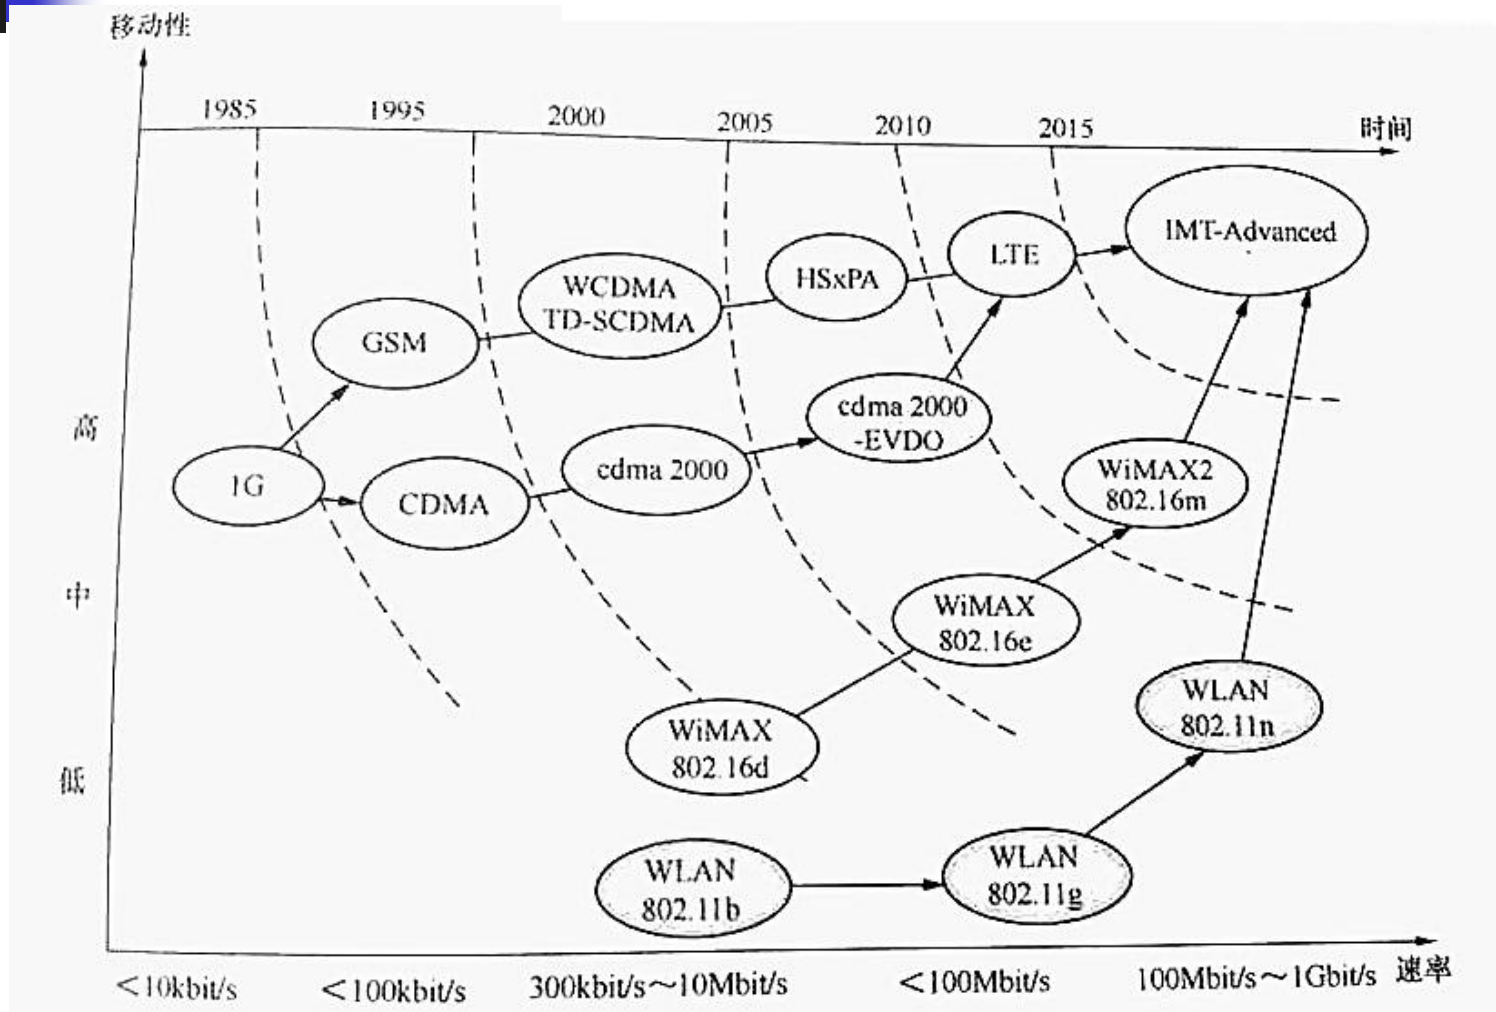 移动性
1985
1995
2000
2005
2010
2015
时间
IMT-Advanced
LTE
HSxPA
WCDMA
TD-SCDMA
GSM
高
1G
CDMA
cdma 2000
cdma 2000
-EVDO
WiMAX2
802.16m
中
WiMAX
802.16e
WLAN
802.11n
低
WiMAX
802.16d
WLAN
802.11b
WLAN
802.11g
<10kbit/s
<100kbit/s
300kbit/s~10Mbit/s
<100Mbit/s
100Mbit/s~1Gbit/s
速率